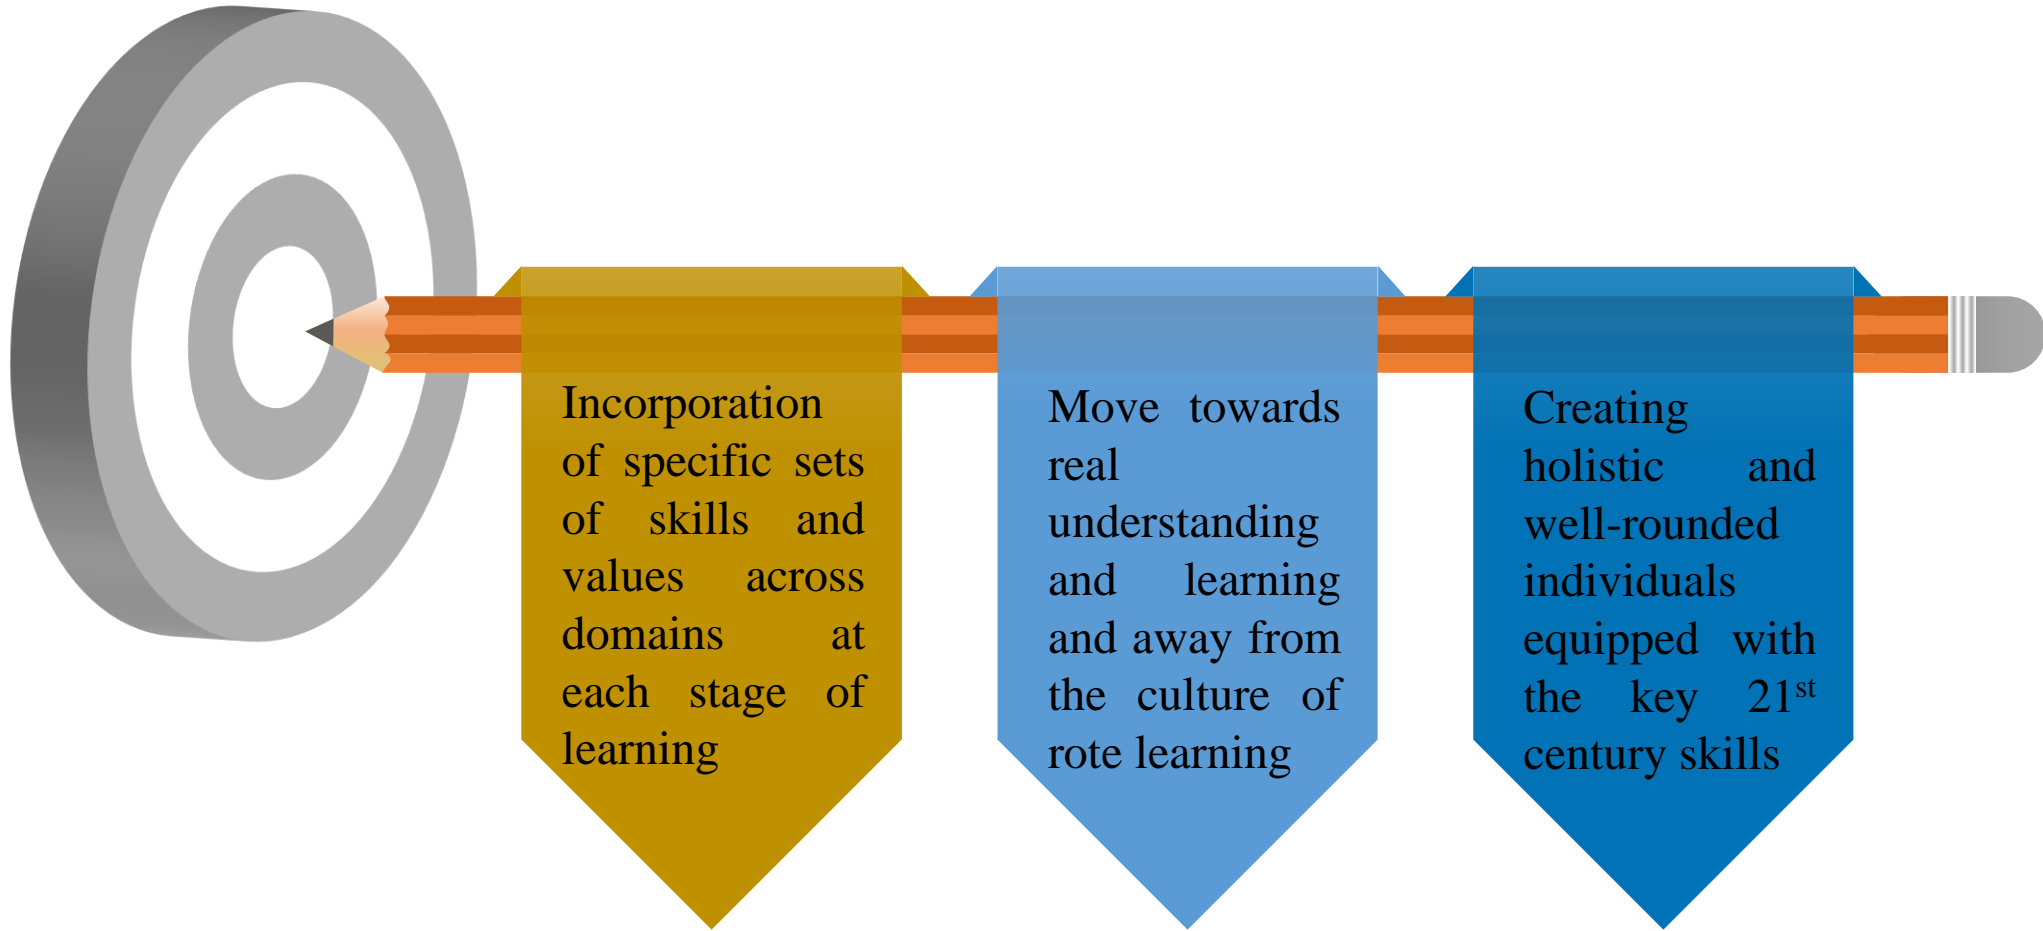 Incorporation
of specific sets
of skills and
values across
domains at
each stage of
learning
Move towards
real
understanding
and learning
and away from
the culture of
rote learning
Creating
holistic and
well-rounded
individuals
equipped with
the key 21st
century skills